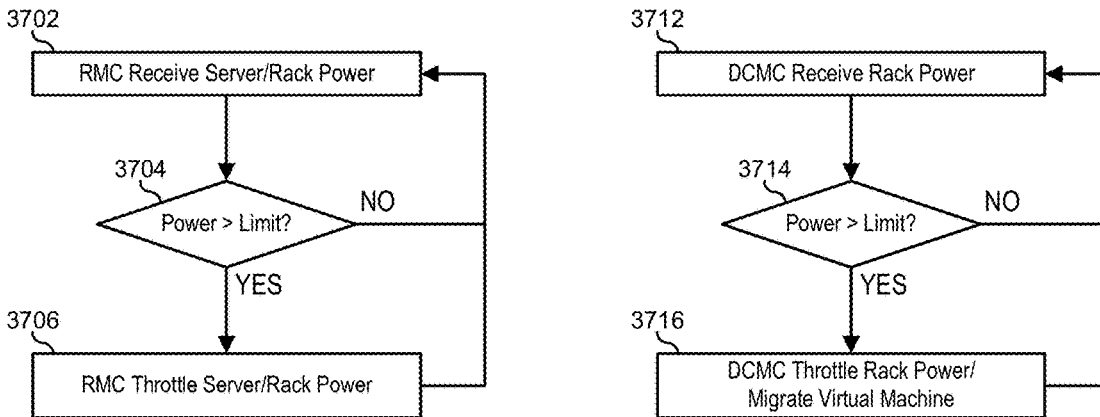 3702
RMC Receive Server/Rack Power
3704
Power > Limit?
NO
YES
3706
RMC Throttle Server/Rack Power
3712
DCMC Receive Rack Power
3714
Power > Limit?
NO
YES
3716
DCMC Throttle Rack Power/
Migrate Virtual Machine